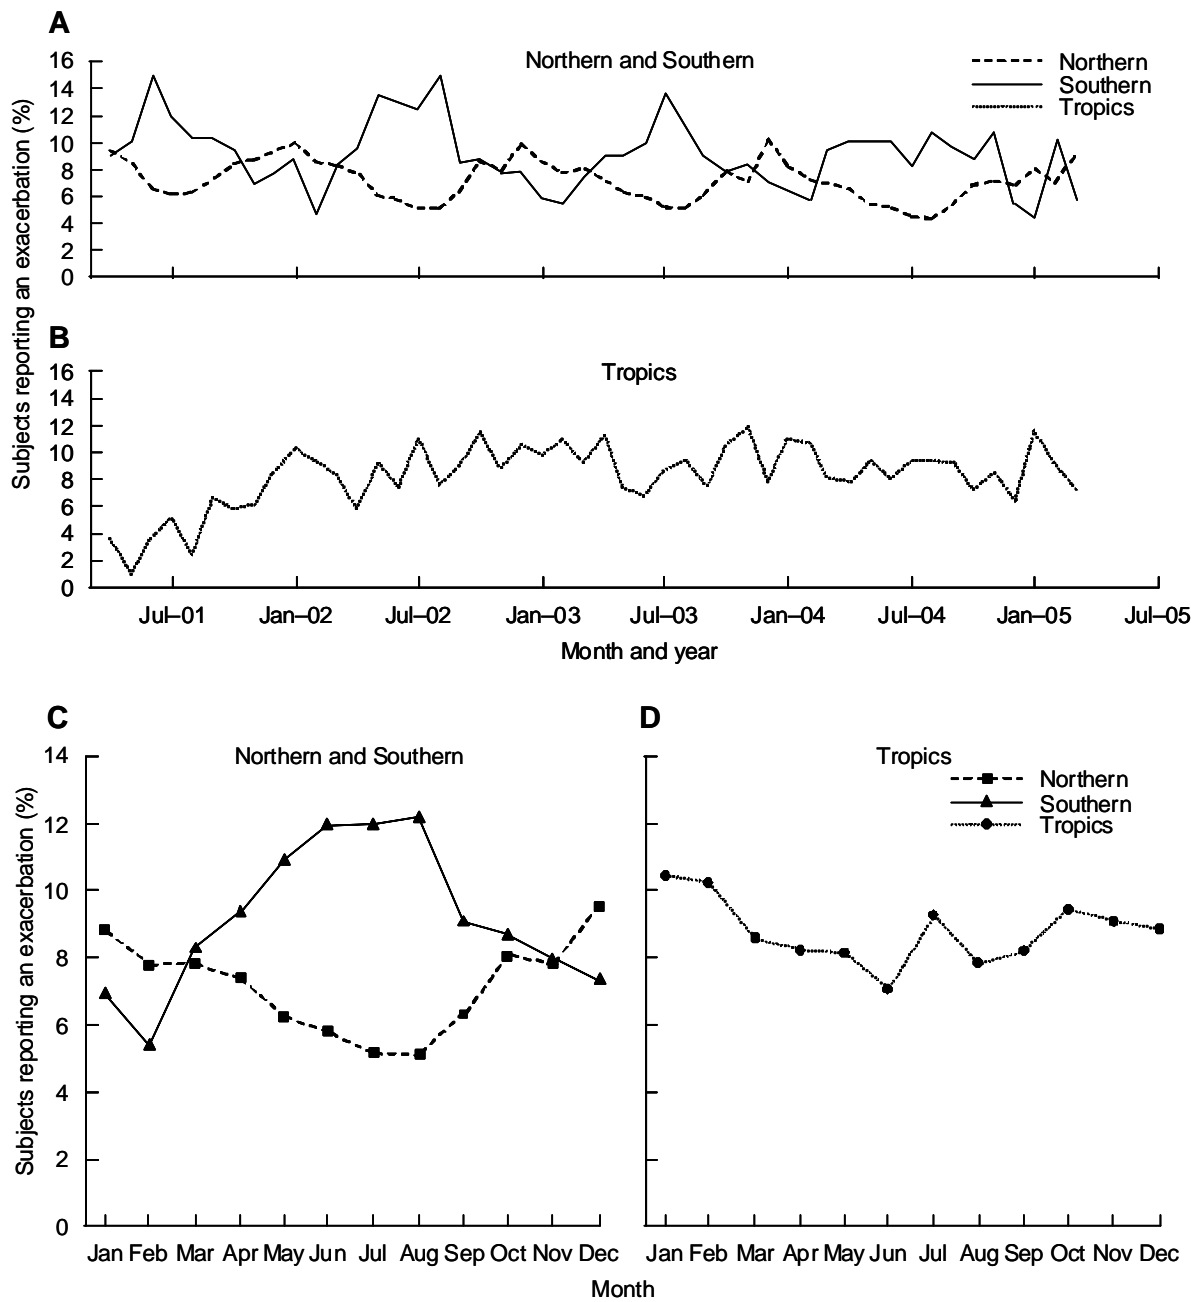 A
Northern and Southern
Northern
Southern
Tropics
16
14
12
10
8
6
4
2
0
Subjects reporting an exacerbation (%)
B
Tropics
16
14
12
10
8
6
4
2
0
Jul–01 Jan–02 Jul–02 Jan–03 Jul–03 Jan–04 Jul–04 Jan–05 Jul–05
Month and year
C
Northern and Southern
14
12
10
8
6
4
2
0
Subjects reporting an exacerbation (%)
Jan Feb Mar Apr May Jun Jul Aug Sep Oct Nov Dec
D
Tropics
Northern
Southern
Tropics
Jan Feb Mar Apr May Jun Jul Aug Sep Oct Nov Dec
Month